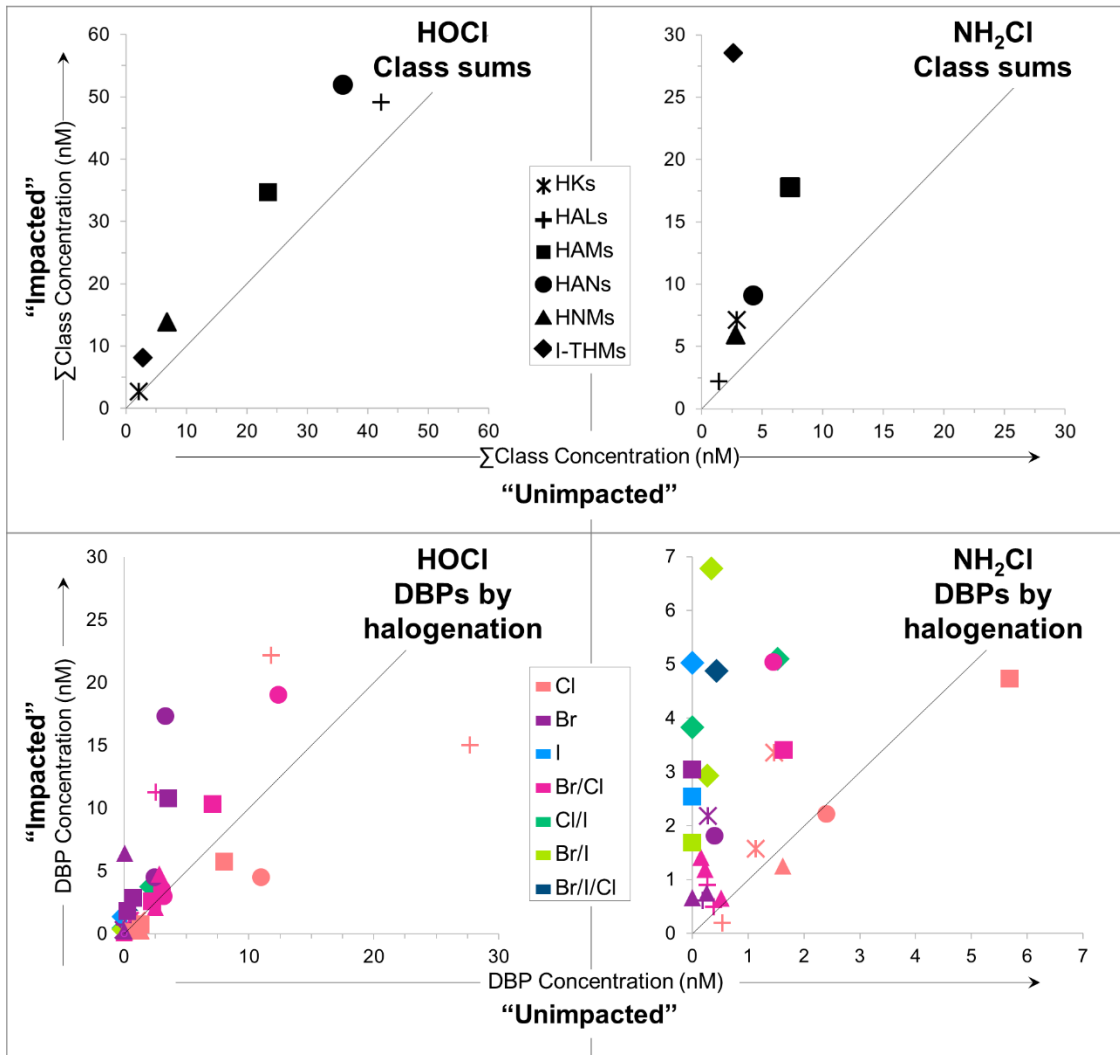 HOCl
Class sums
60
50
40
30
20
10
0
0 10 20 30 40 50 60
"Impacted"
∑Class Concentration (nM)
NH₂Cl
Class sums
30
25
20
15
10
5
0
0 5 10 15 20 25 30
HKs
HALs
HAMs
HANs
HNMs
I-THMs
∑Class Concentration (nM)
“Unimpacted”
HOCl
DBPs by
halogenation
30
25
20
15
10
5
0
0 10 20 30
“Impacted”
DBP Concentration (nM)
NH₂Cl
DBPs by
halogenation
7
6
5
4
3
2
1
0
0 1 2 3 4 5 6 7
Cl
Br
I
Br/Cl
Cl/I
Br/I
Br/I/Cl
DBP Concentration (nM)
“Unimpacted”